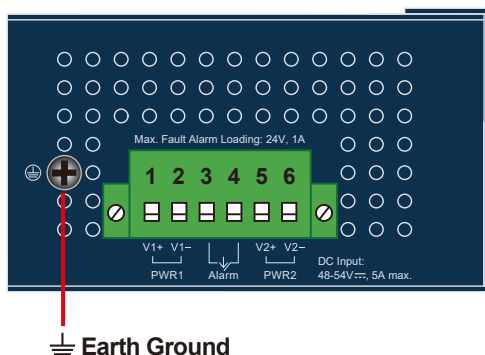 Max. Fault Alarm Loading: 24V, 1A
1 2 3 4 5 6
V1+ V1– V2+ V2–
PWR1 Alarm PWR2
DC Input:
48-54V⎓, 5A max.
Earth Ground